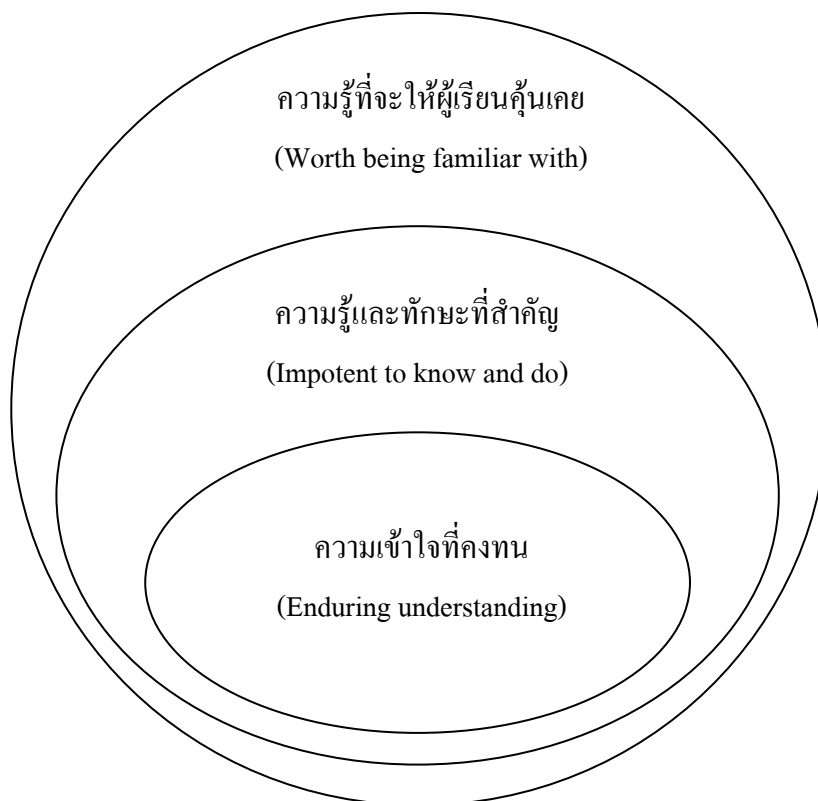 ความรู้ที่จะให้ผู้เรียนคุ้นเคย
(Worth being familiar with)
ความรู้และทักษะที่สำคัญ
(Impotent to know and do)
ความเข้าใจที่คงทน
(Enduring understanding)